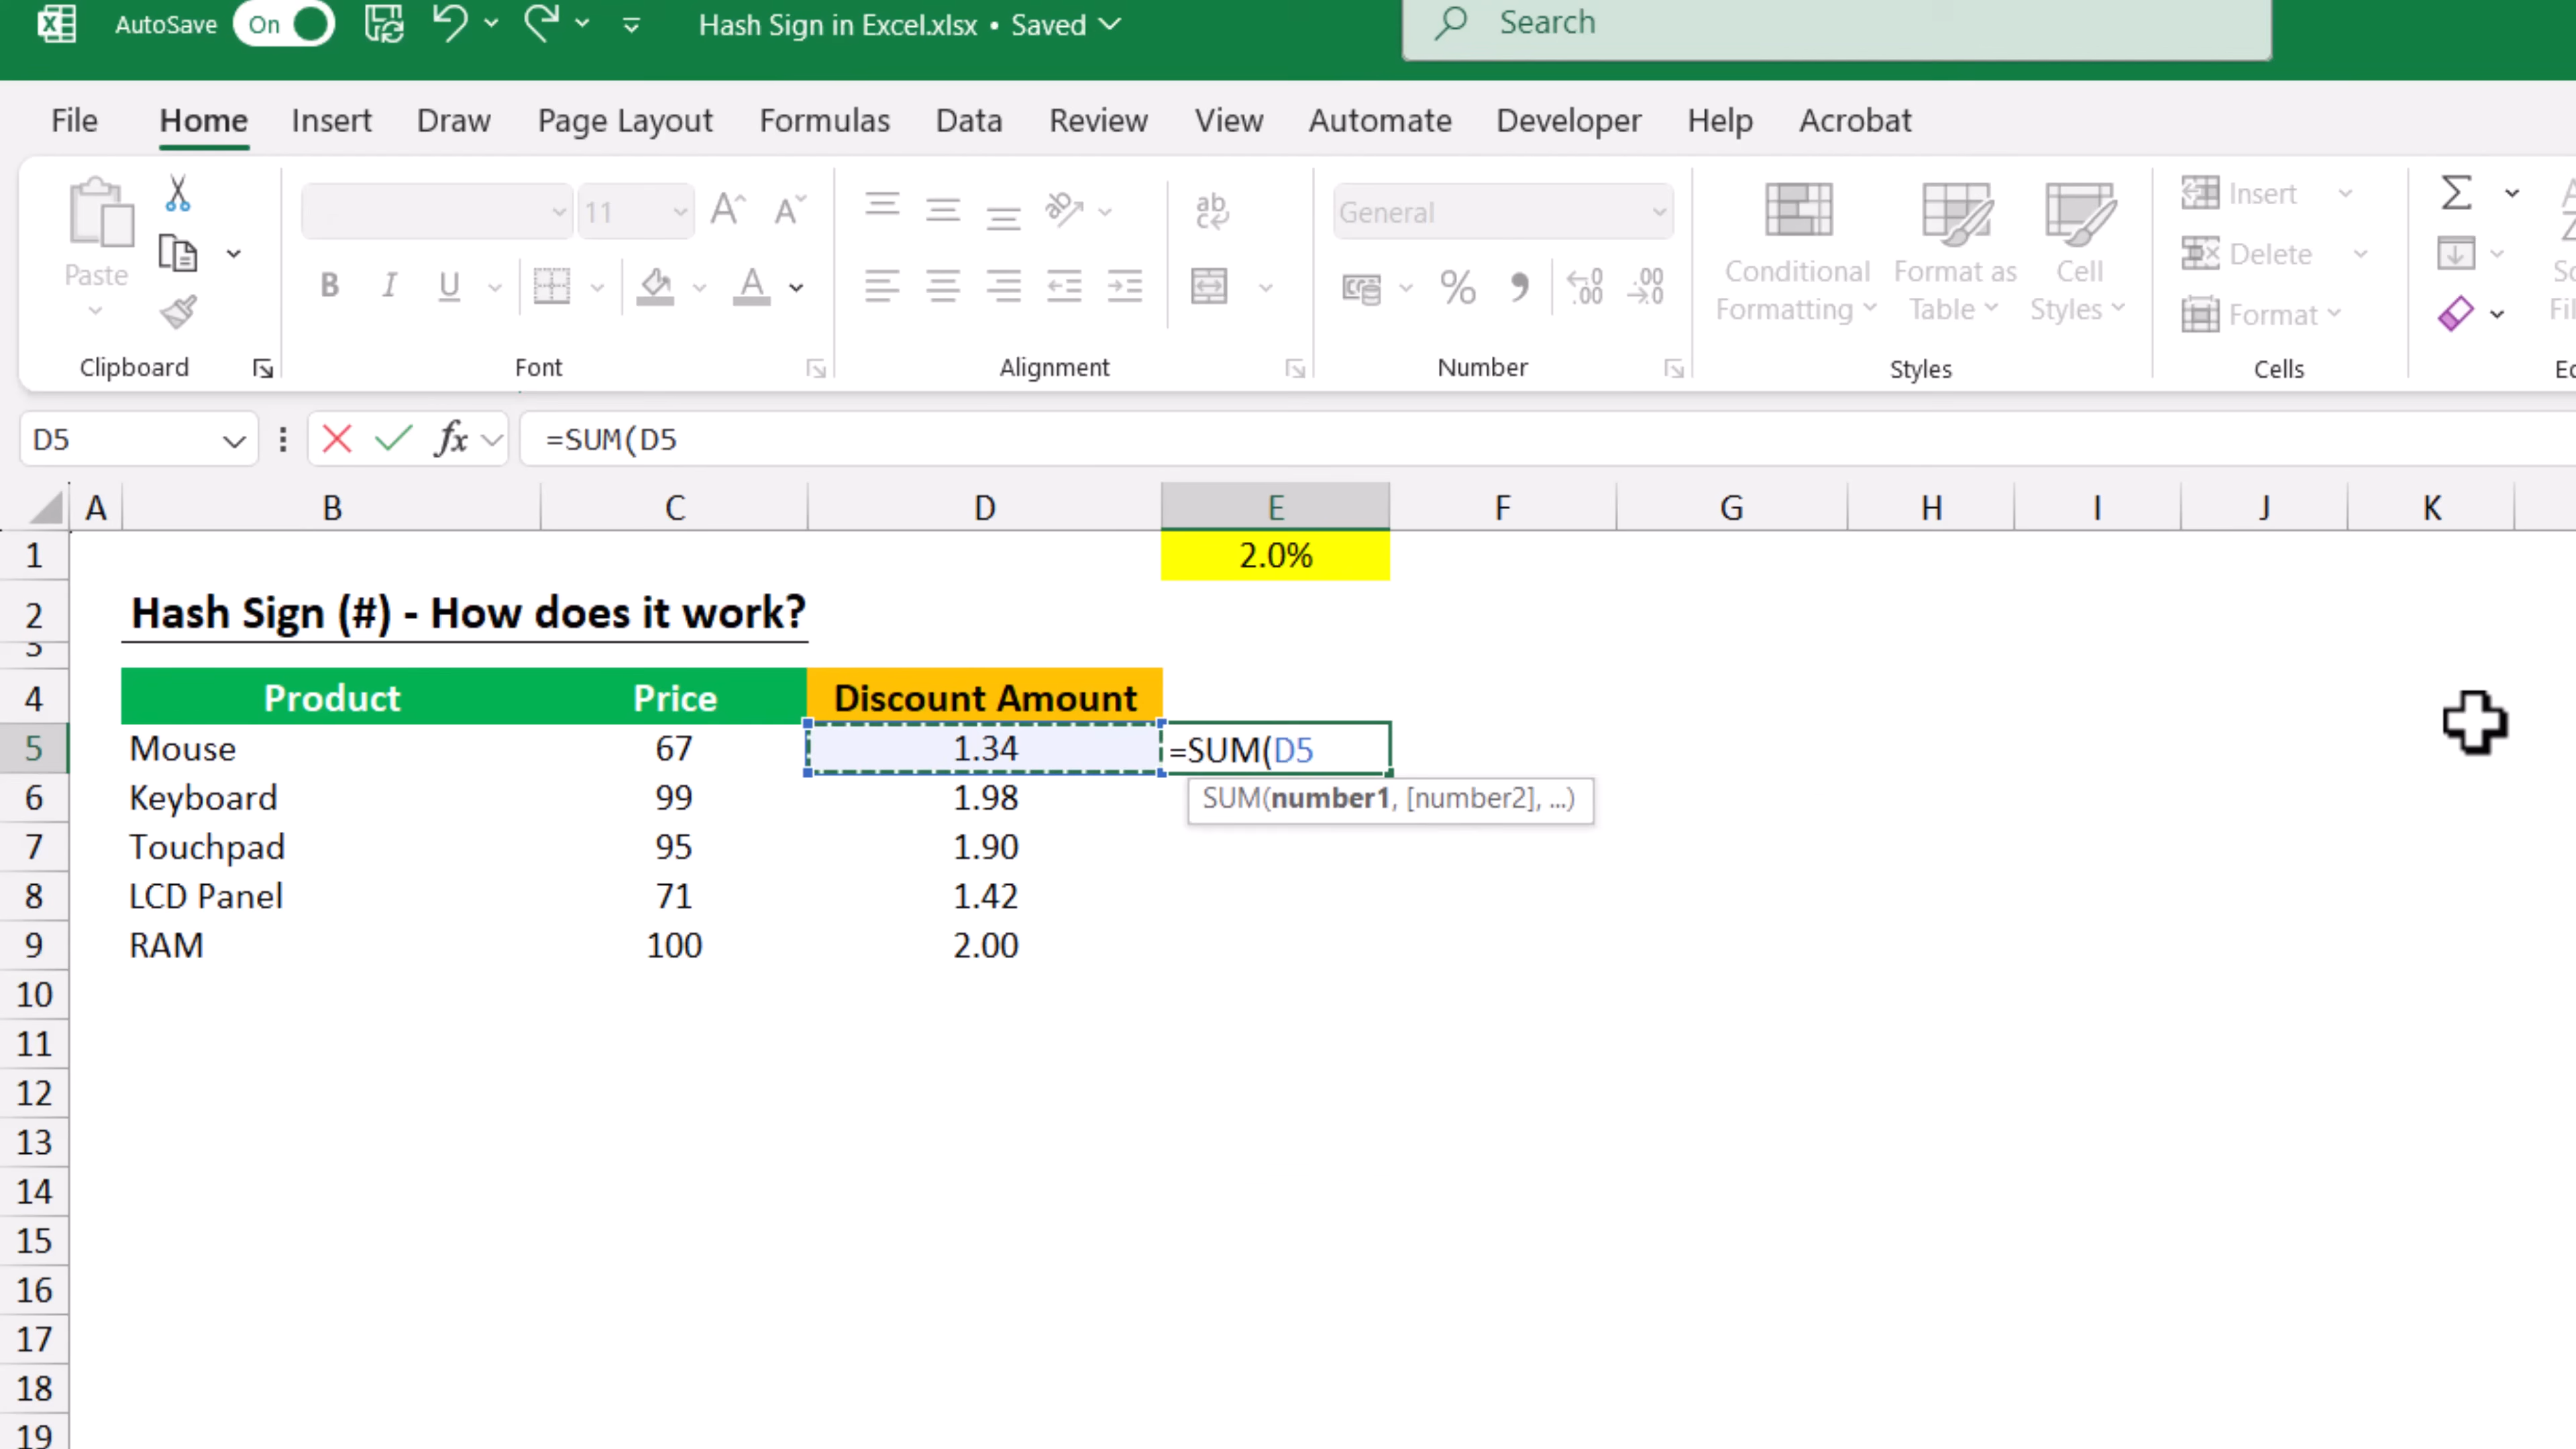 AutoSave On Hash Sign in Excel.xlsx • Saved Search
File Home Insert Draw Page Layout Formulas Data Review View Automate Developer Help Acrobat
Paste
Clipboard
11
B I U A
Font
ab
Alignment
General
% .00
Number
Conditional Formatting
Format as Table
Cell Styles
Styles
Insert
Delete
Format
Cells
D5 fx =SUM(D5
A B C D E F G H I J K
1 2.0%
2 Hash Sign (#) - How does it work?
3
4 Product Price Discount Amount
5 Mouse 67 1.34 =SUM(D5
SUM(number1, [number2], ...)
6 Keyboard 99 1.98
7 Touchpad 95 1.90
8 LCD Panel 71 1.42
9 RAM 100 2.00
10
11
12
13
14
15
16
17
18
19